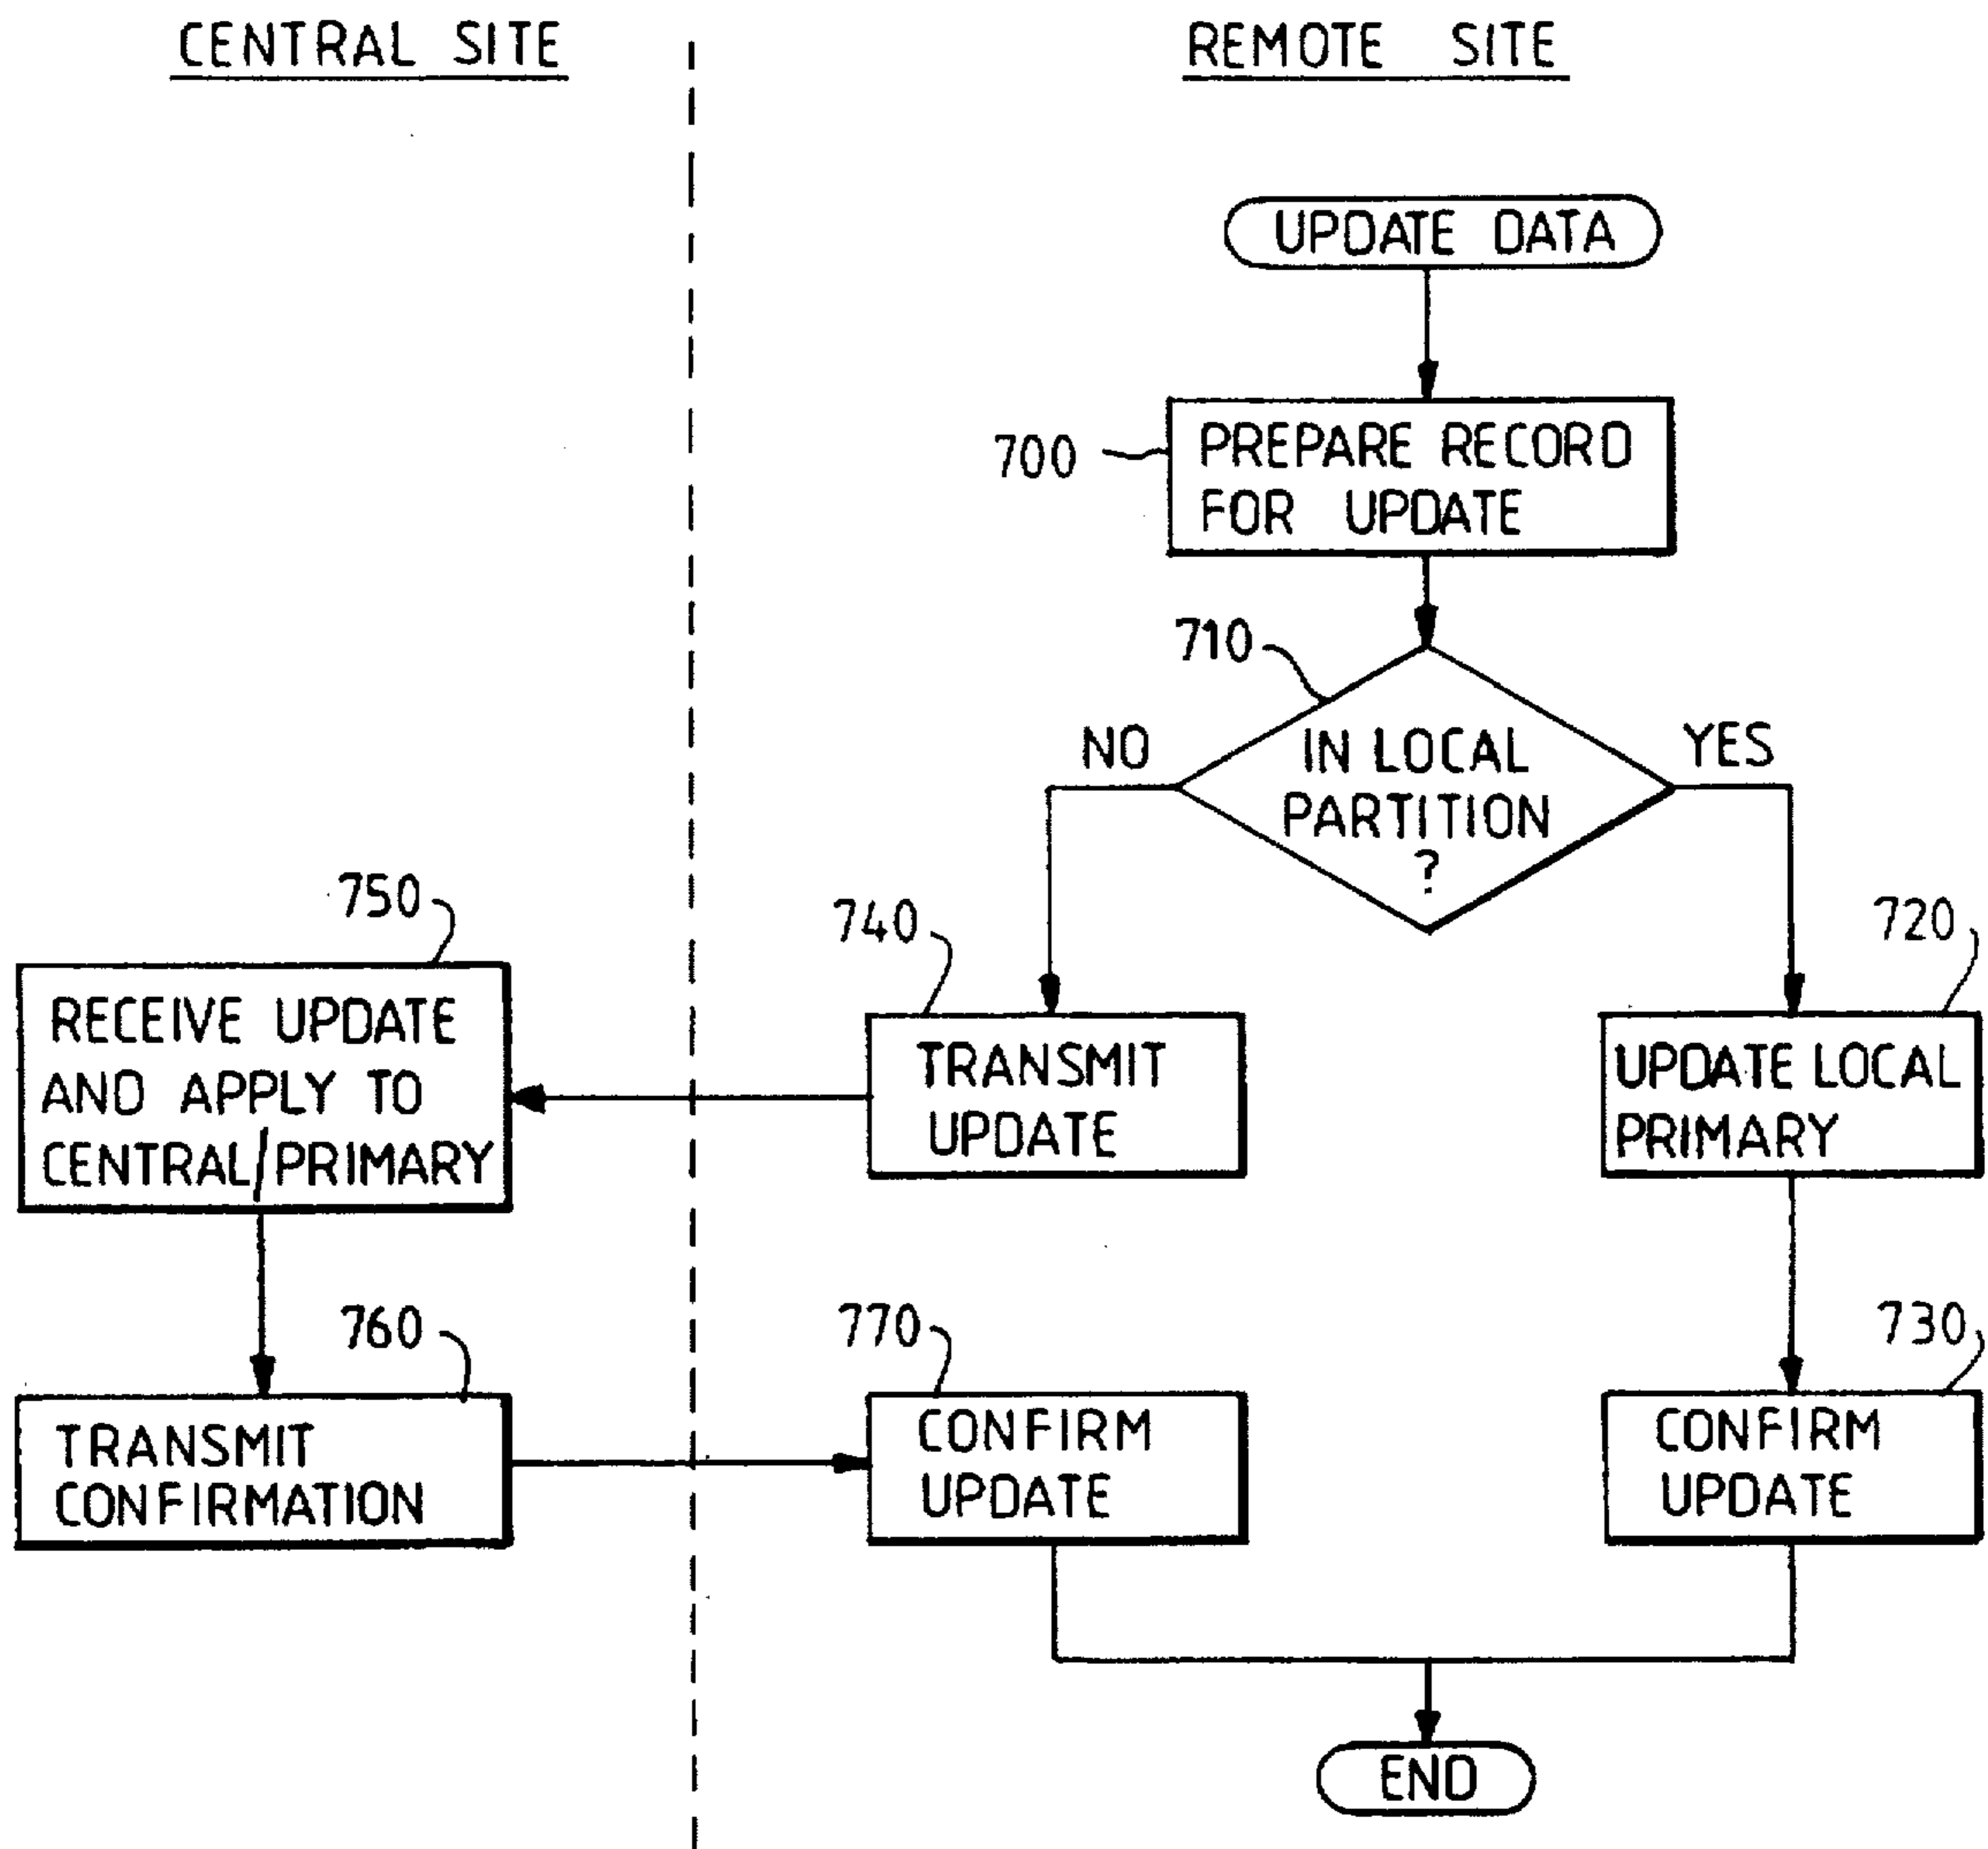 CENTRAL SITE
REMOTE SITE
UPDATE DATA
700
PREPARE RECORD
FOR UPDATE
710
NO
IN LOCAL
PARTITION
?
YES
750
740
720
RECEIVE UPDATE
AND APPLY TO
CENTRAL/PRIMARY
TRANSMIT
UPDATE
UPDATE LOCAL
PRIMARY
760
770
730
TRANSMIT
CONFIRMATION
CONFIRM
UPDATE
CONFIRM
UPDATE
END